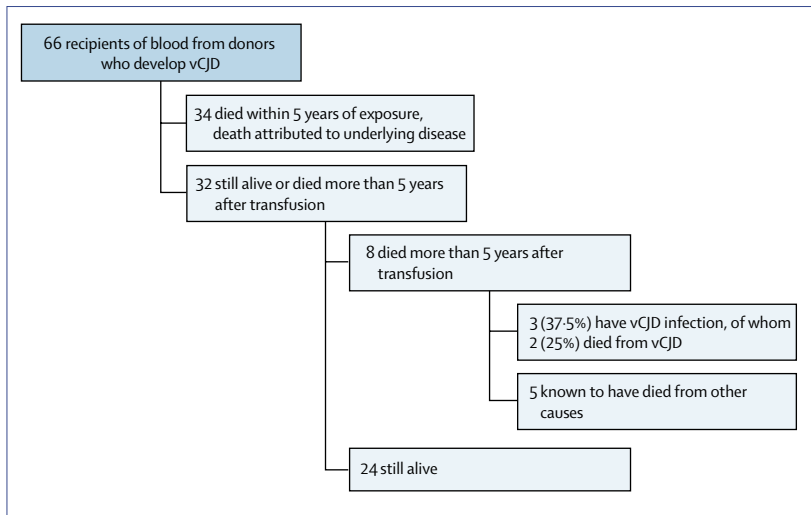 66 recipients of blood from donors
who develop vCJD
34 died within 5 years of exposure,
death attributed to underlying disease
32 still alive or died more than 5 years
after transfusion
8 died more than 5 years after
transfusion
3 (37·5%) have vCJD infection, of whom
2 (25%) died from vCJD
5 known to have died from other
causes
24 still alive